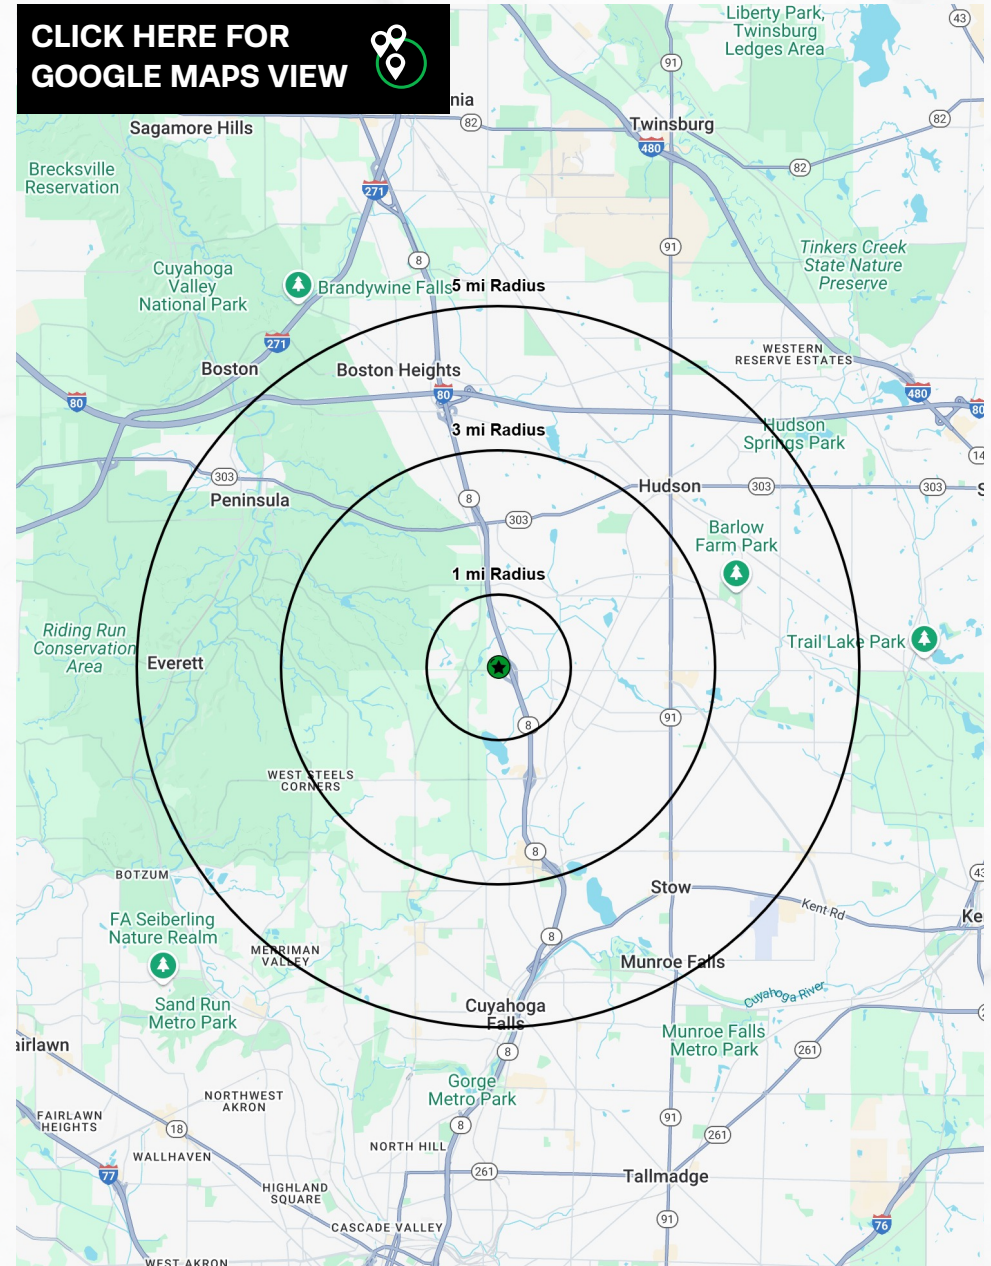 CLICK HERE FOR
GOOGLE MAPS VIEW
Liberty Park,
Twinsburg
Ledges Area
43
91
nia
82
Sagamore Hills
Twinsburg
82
480
82
Brecksville
Reservation
271
91
8
Tinkers Creek
State Nature
Preserve
Cuyahoga
Valley
National Park
Brandywine Falls
5 mi Radius
271
WESTERN
RESERVE ESTATES
Boston
Boston Heights
80
80
480
80
3 mi Radius
Hudson
Springs Park
14
303
Peninsula
8
Hudson
303
303
S
303
Barlow
Farm Park
1 mi Radius
Riding Run
Conservation
Area
Everett
Trail Lake Park
8
91
WEST STEELS
CORNERS
8
BOTZUM
Stow
43
Kent Rd
Ke
FA Seiberling
Nature Realm
8
MERRIMAN
VALLEY
Munroe Falls
Cuyahoga River
Sand Run
Metro Park
Cuyahoga
Falls
airlawn
Munroe Falls
Metro Park
261
8
Gorge
Metro Park
NORTHWEST
AKRON
FAIRLAWN
HEIGHTS
18
8
91
261
WALLHAVEN
NORTH HILL
77
261
Tallmadge
HIGHLAND
SQUARE
91
76
CASCADE VALLEY
WEST AKRON